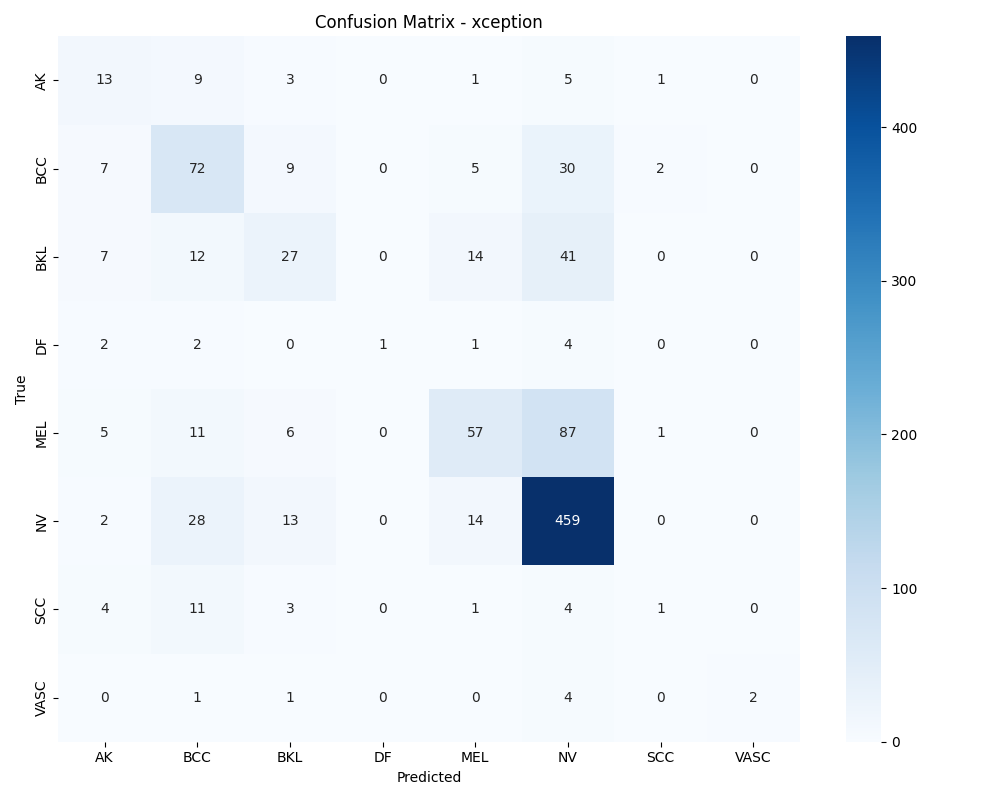 Confusion Matrix - xception
AK 13 9 3 0 1 5 1 0
BCC 7 72 9 0 5 30 2 0
BKL 7 12 27 0 14 41 0 0
DF 2 2 0 1 1 4 0 0
MEL 5 11 6 0 57 87 1 0
NV 2 28 13 0 14 459 0 0
SCC 4 11 3 0 1 4 1 0
VASC 0 1 1 0 0 4 0 2
AK BCC BKL DF MEL NV SCC VASC
True
Predicted
400
300
200
100
0